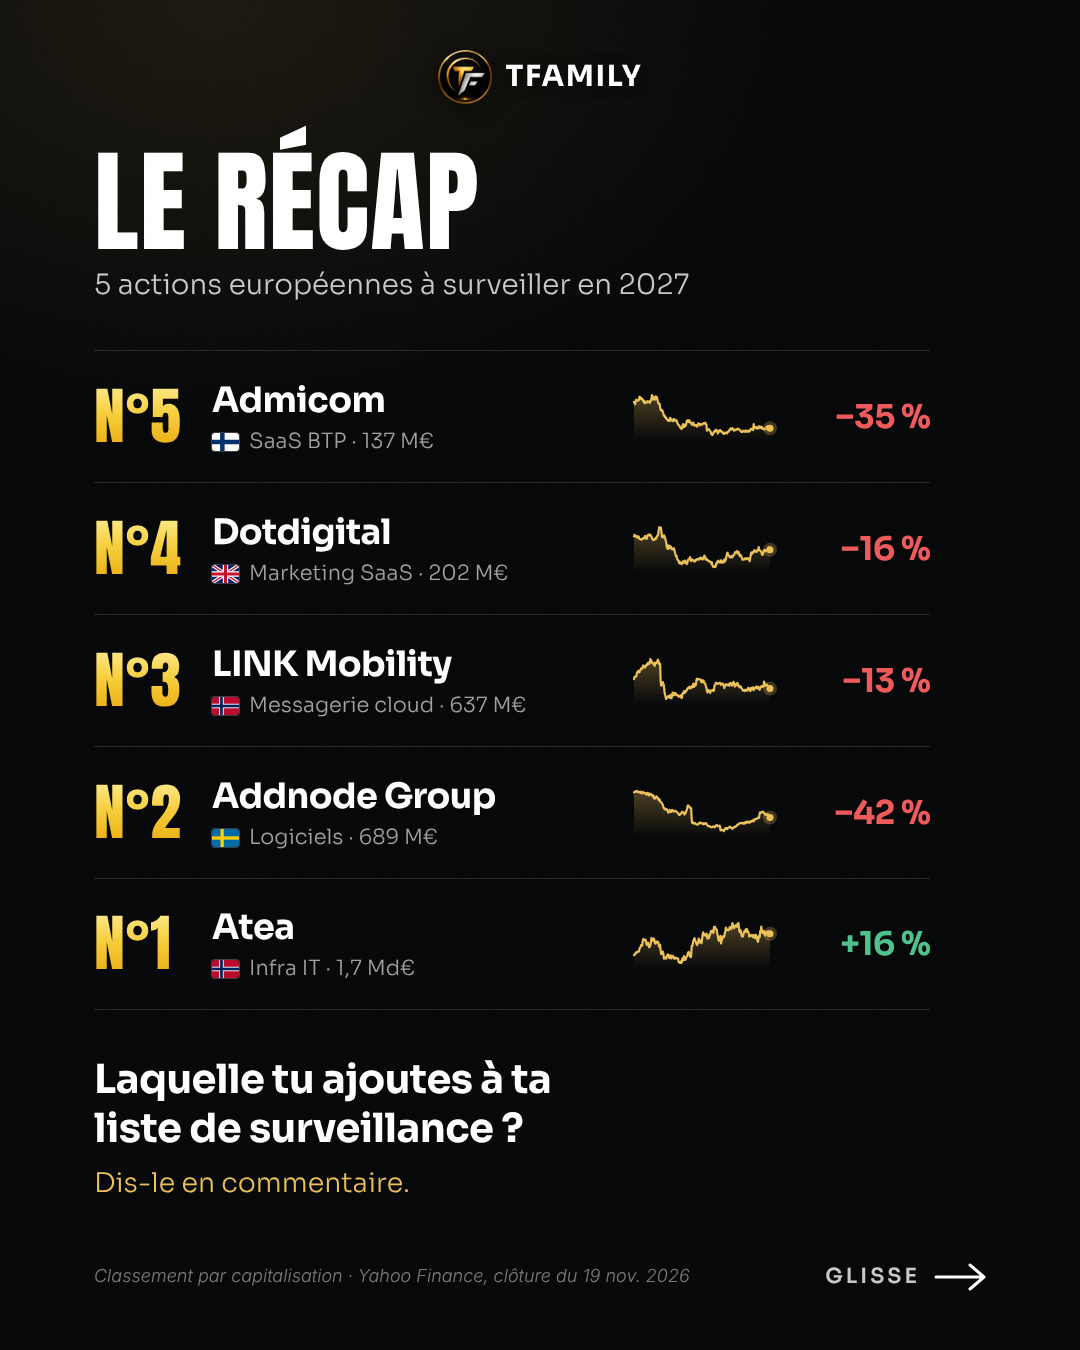 TF TFAMILY
LE RÉCAP
5 actions européennes à surveiller en 2027
N°5 Admicom −35 %
SaaS BTP · 137 M€
N°4 Dotdigital −16 %
Marketing SaaS · 202 M€
N°3 LINK Mobility −13 %
Messagerie cloud · 637 M€
N°2 Addnode Group −42 %
Logiciels · 689 M€
N°1 Atea +16 %
Infra IT · 1,7 Md€
Laquelle tu ajoutes à ta
liste de surveillance ?
Dis-le en commentaire.
Classement par capitalisation · Yahoo Finance, clôture du 19 nov. 2026
GLISSE